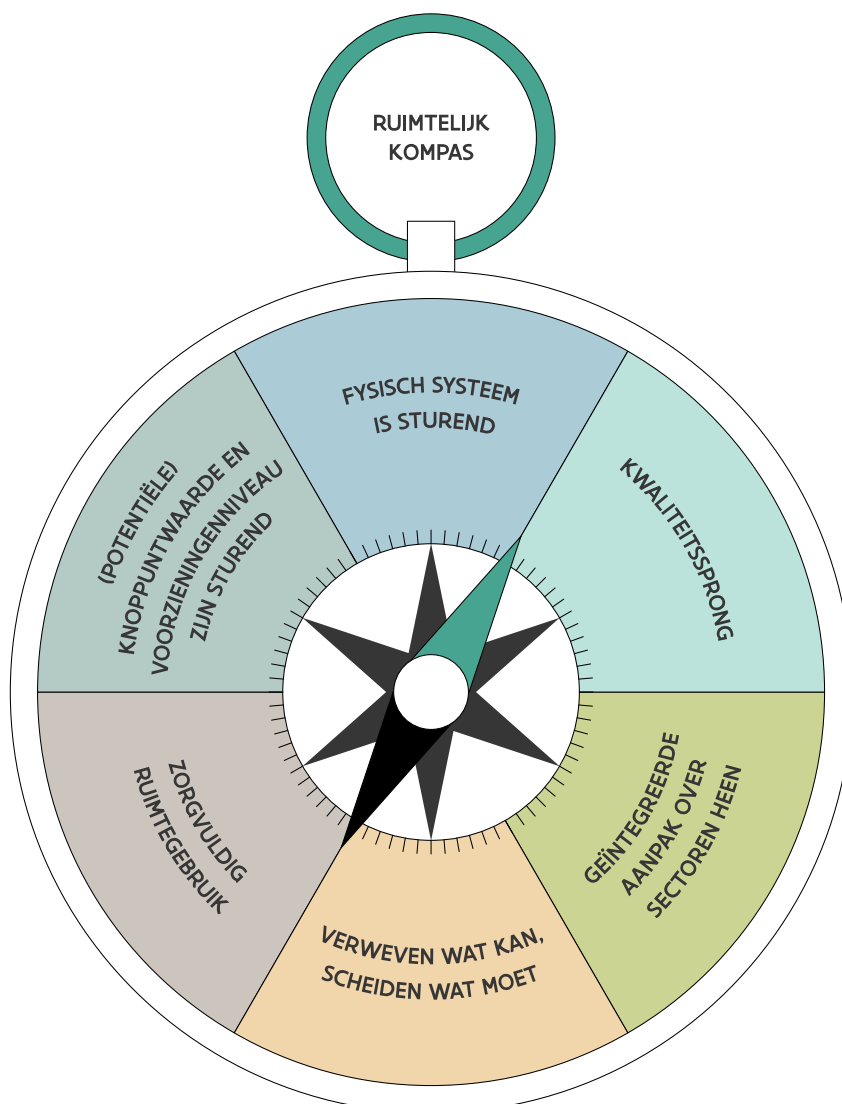 RUIMTELIJK
KOMPAS
FYSISCH SYSTEEM
IS STUREND
KWALITEITSSPRONG
GEÏNTEGREERDE
AANPAK OVER
SECTOREN HEEN
VERWEVEN WAT KAN,
SCHEIDEN WAT MOET
ZORGVULDIG
RUIMTEGEBRUIK
(POTENTIËLE)
KNOPPUNTWAARDE EN
VOORZIENINGENNIVEAU
ZIJN STUREND